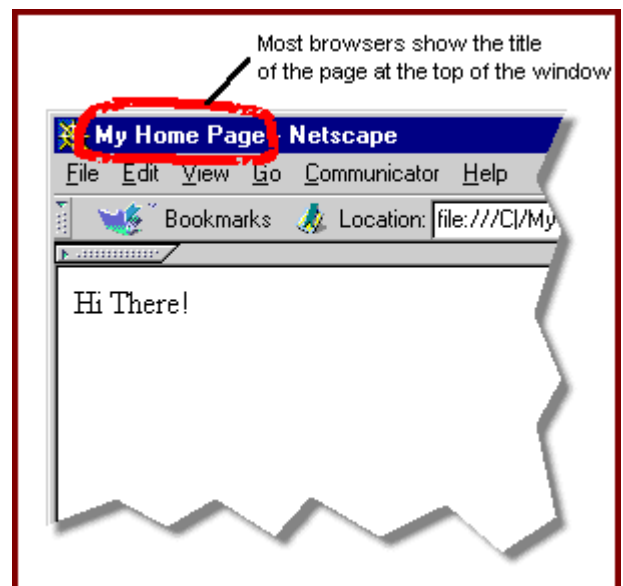 Most browsers show the title
of the page at the top of the window
My Home Page - Netscape
File Edit View Go Communicator Help
Bookmarks Location: file:///C|/My
Hi There!